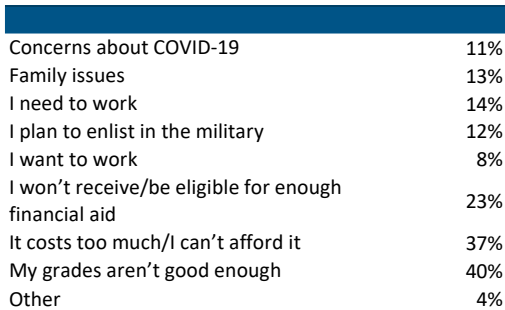 Concerns about COVID-19 11%
Family issues 13%
I need to work 14%
I plan to enlist in the military 12%
I want to work 8%
I won’t receive/be eligible for enough
financial aid 23%
It costs too much/I can’t afford it 37%
My grades aren’t good enough 40%
Other 4%